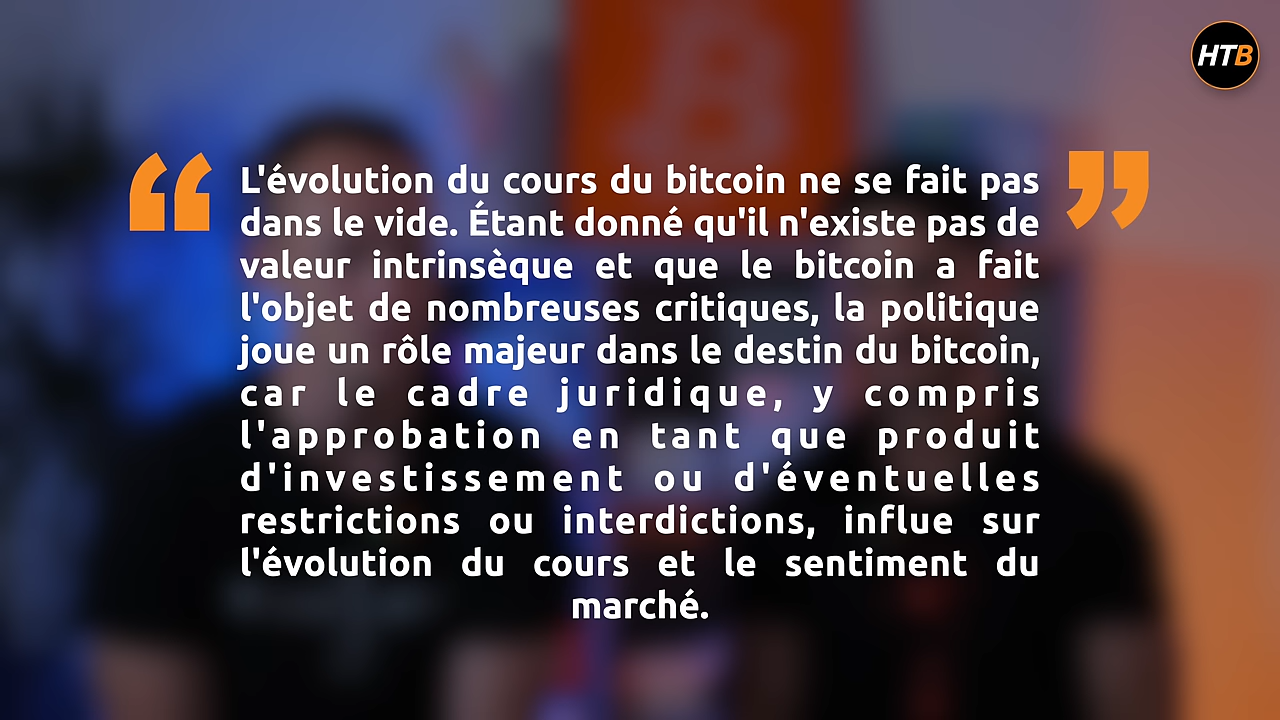 HTB
“ L'évolution du cours du bitcoin ne se fait pas ”
dans le vide. Étant donné qu'il n'existe pas de
valeur intrinsèque et que le bitcoin a fait
l'objet de nombreuses critiques, la politique
joue un rôle majeur dans le destin du bitcoin,
car le cadre juridique, y compris
l'approbation en tant que produit
d'investissement ou d'éventuelles
restrictions ou interdictions, influe sur
l'évolution du cours et le sentiment du
marché.